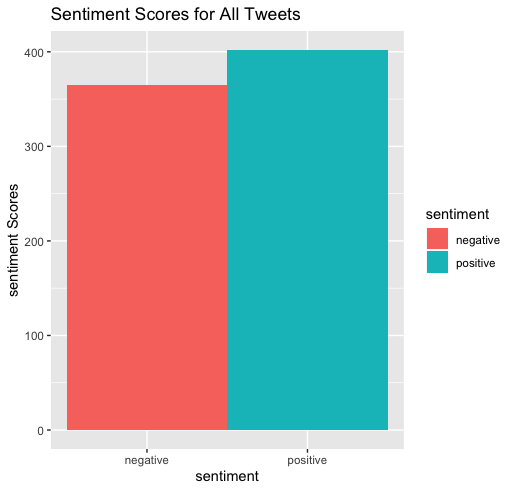 Sentiment Scores for All Tweets
sentiment Scores
400
300
200
100
0
negative
positive
sentiment
sentiment
negative
positive